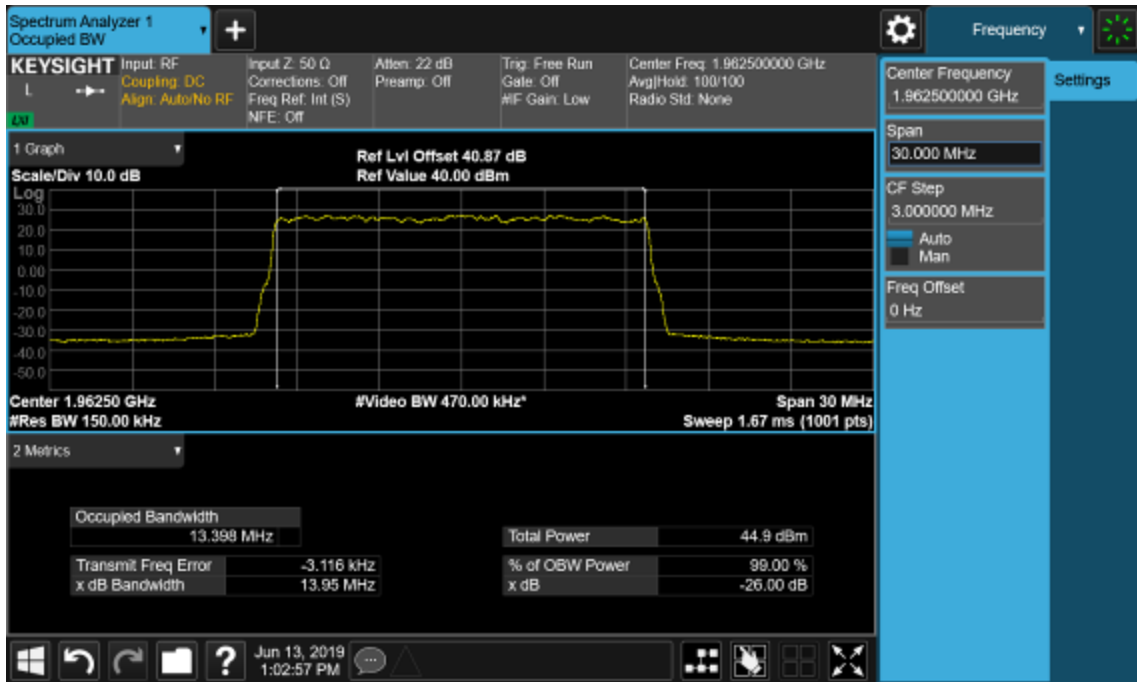 Spectrum Analyzer 1
Occupied BW
Frequency
KEYSIGHT
L
LXI
Input: RF
Coupling: DC
Align: Auto/No RF
Input Z: 50 Ω
Corrections: Off
Freq Ref: Int (S)
NFE: Off
Atten: 22 dB
Preamp: Off
Trig: Free Run
Gate: Off
#IF Gain: Low
Center Freq: 1.962500000 GHz
Avg|Hold: 100/100
Radio Std: None
Center Frequency
1.962500000 GHz
Settings
Span
30.000 MHz
CF Step
3.000000 MHz
Auto
Man
Freq Offset
0 Hz
1 Graph
Scale/Div 10.0 dB
Ref Lvl Offset 40.87 dB
Ref Value 40.00 dBm
Log
30.0
20.0
10.0
0.00
-10.0
-20.0
-30.0
-40.0
-50.0
Center 1.96250 GHz
#Video BW 470.00 kHz*
Span 30 MHz
#Res BW 150.00 kHz
Sweep 1.67 ms (1001 pts)
2 Metrics
Occupied Bandwidth
13.398 MHz
Total Power 44.9 dBm
Transmit Freq Error -3.116 kHz
% of OBW Power 99.00 %
x dB Bandwidth 13.95 MHz
x dB -26.00 dB
?
Jun 13, 2019
1:02:57 PM